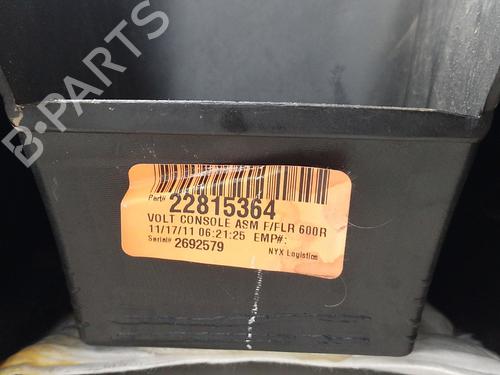 B-PARTS
Part# 22815364
VOLT CONSOLE ASM F/FLR 600R
11/17/11 06:21:25 EMP#:
Serial# 2692579
NYX Logistics